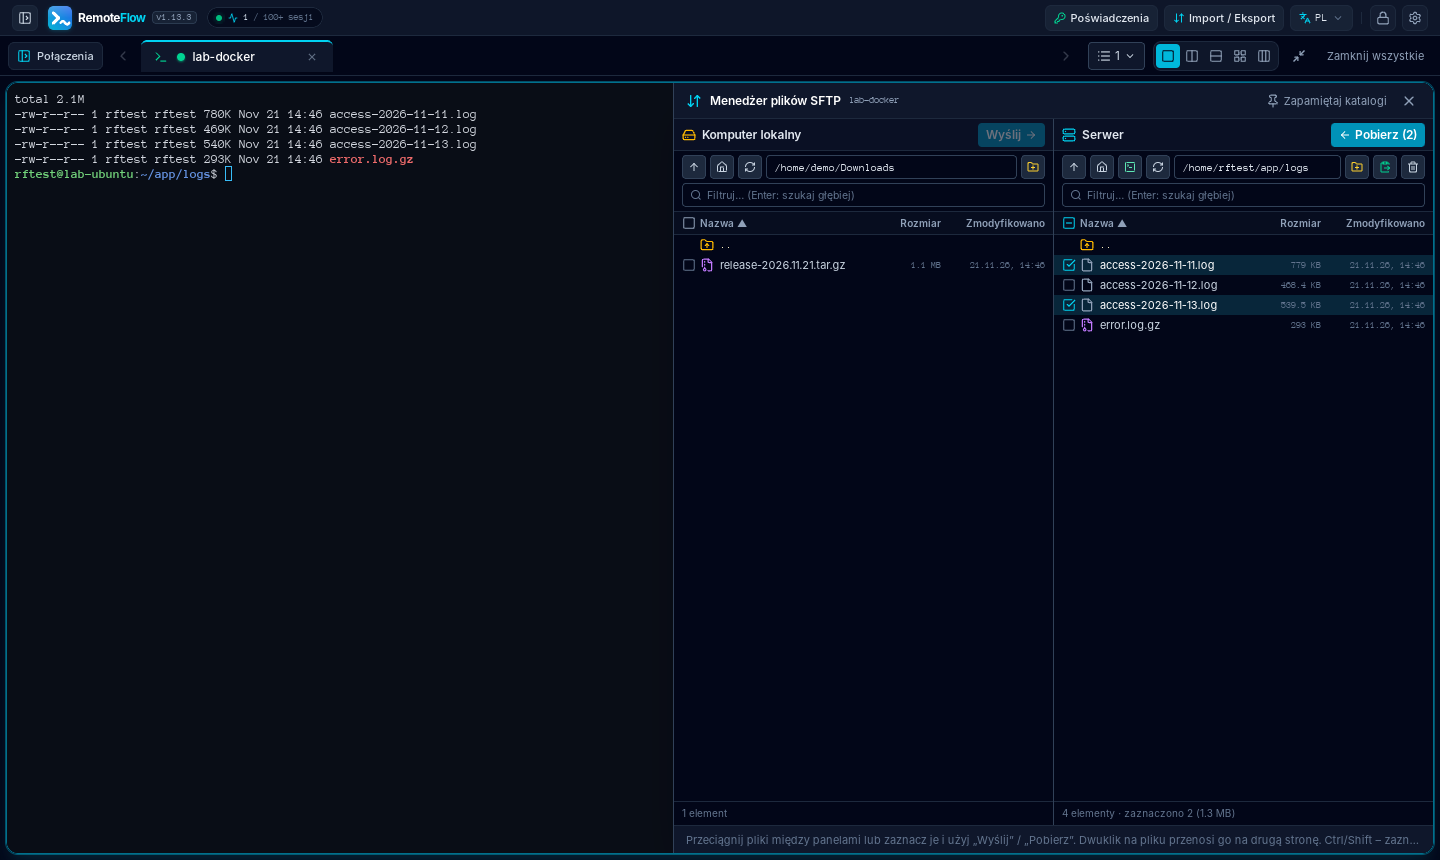 RemoteFlow v1.13.3 1 / 100+ sesji Poświadczenia Import / Eksport PL
Połączenia lab-docker 1 Zamknij wszystkie
total 2.1M
-rw-r--r-- 1 rftest rftest 780K Nov 21 14:46 access-2026-11-11.log
-rw-r--r-- 1 rftest rftest 469K Nov 21 14:46 access-2026-11-12.log
-rw-r--r-- 1 rftest rftest 540K Nov 21 14:46 access-2026-11-13.log
-rw-r--r-- 1 rftest rftest 293K Nov 21 14:46 error.log.gz
rftest@lab-ubuntu:~/app/logs$
Menedżer plików SFTP lab-docker Zapamiętaj katalogi
Komputer lokalny Wyślij →
/home/demo/Downloads
Filtruj... (Enter: szukaj głębiej)
Nazwa ▲ Rozmiar Zmodyfikowano
..
release-2026.11.21.tar.gz 1.1 MB 21.11.26, 14:46
1 element
Serwer ← Pobierz (2)
/home/rftest/app/logs
Filtruj... (Enter: szukaj głębiej)
Nazwa ▲ Rozmiar Zmodyfikowano
..
access-2026-11-11.log 779 KB 21.11.26, 14:46
access-2026-11-12.log 468.4 KB 21.11.26, 14:46
access-2026-11-13.log 539.5 KB 21.11.26, 14:46
error.log.gz 293 KB 21.11.26, 14:46
4 elementy · zaznaczono 2 (1.3 MB)
Przeciągnij pliki między panelami lub zaznacz je i użyj „Wyślij” / „Pobierz”. Dwuklik na pliku przenosi go na drugą stronę. Ctrl/Shift – zazn...